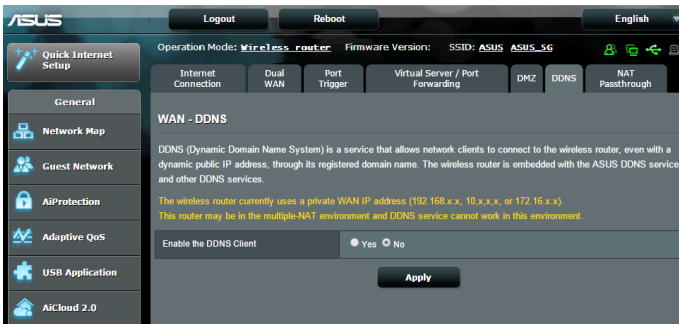 ASUS
Logout
Reboot
English
Quick Internet
Setup
Operation Mode: Wireless router Firmware Version: SSID: ASUS ASUS_5G
Internet
Connection
Dual
WAN
Port
Trigger
Virtual Server / Port
Forwarding
DMZ
DDNS
NAT
Passthrough
General
Network Map
Guest Network
AiProtection
Adaptive QoS
USB Application
AiCloud 2.0
WAN - DDNS
DDNS (Dynamic Domain Name System) is a service that allows network clients to connect to the wireless router, even with a
dynamic public IP address, through its registered domain name. The wireless router is embedded with the ASUS DDNS service
and other DDNS services.
The wireless router currently uses a private WAN IP address (192.168.x.x, 10,x,x,x, or 172.16.x.x).
This router may be in the multiple-NAT environment and DDNS service cannot work in this environment.
Enable the DDNS Client
Yes No
Apply